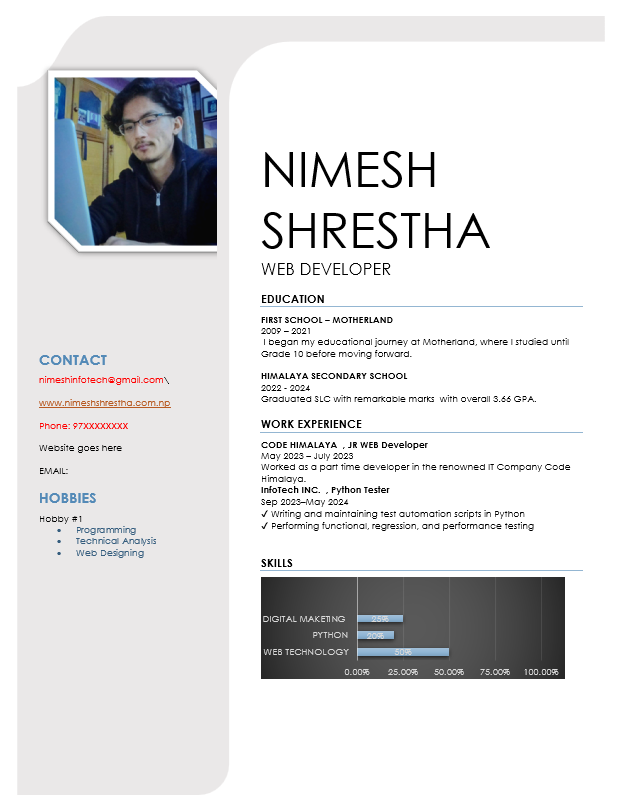 NIMESH
SHRESTHA
WEB DEVELOPER
CONTACT
nimeshinfotech@gmail.com\
www.nimeshshrestha.com.np
Phone: 97XXXXXXXX
Website goes here
EMAIL:
HOBBIES
Hobby #1
• Programming
• Technical Analysis
• Web Designing
EDUCATION
FIRST SCHOOL – MOTHERLAND
2009 – 2021
I began my educational journey at Motherland, where I studied until
Grade 10 before moving forward.
HIMALAYA SECONDARY SCHOOL
2022 - 2024
Graduated SLC with remarkable marks with overall 3.66 GPA.
WORK EXPERIENCE
CODE HIMALAYA , JR WEB Developer
May 2023 – July 2023
Worked as a part time developer in the renowned IT Company Code
Himalaya.
InfoTech INC. , Python Tester
Sep 2023–May 2024
✓ Writing and maintaining test automation scripts in Python
✓ Performing functional, regression, and performance testing
SKILLS
DIGITAL MAKETING 25%
PYTHON 20%
WEB TECHNOLOGY 50%
0.00% 25.00% 50.00% 75.00% 100.00%